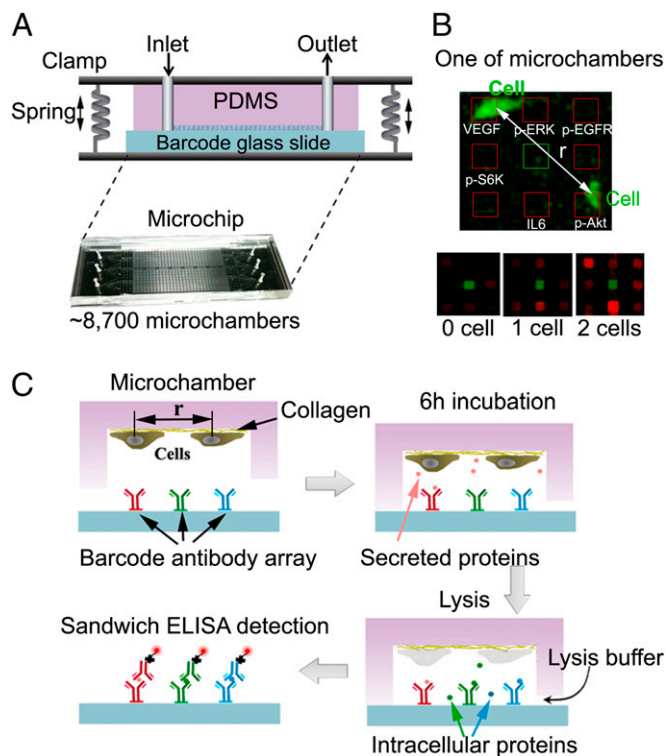 A
Inlet
Outlet
Clamp
Spring
PDMS
Barcode glass slide
Microchip
~8,700 microchambers
B
One of microchambers
Cell
VEGF
p-ERK
p-EGFR
r
p-S6K
Cell
IL6
p-Akt
0 cell
1 cell
2 cells
C
Microchamber
r
Collagen
Cells
Barcode antibody array
6h incubation
Secreted proteins
Lysis
Sandwich ELISA detection
Lysis buffer
Intracellular proteins